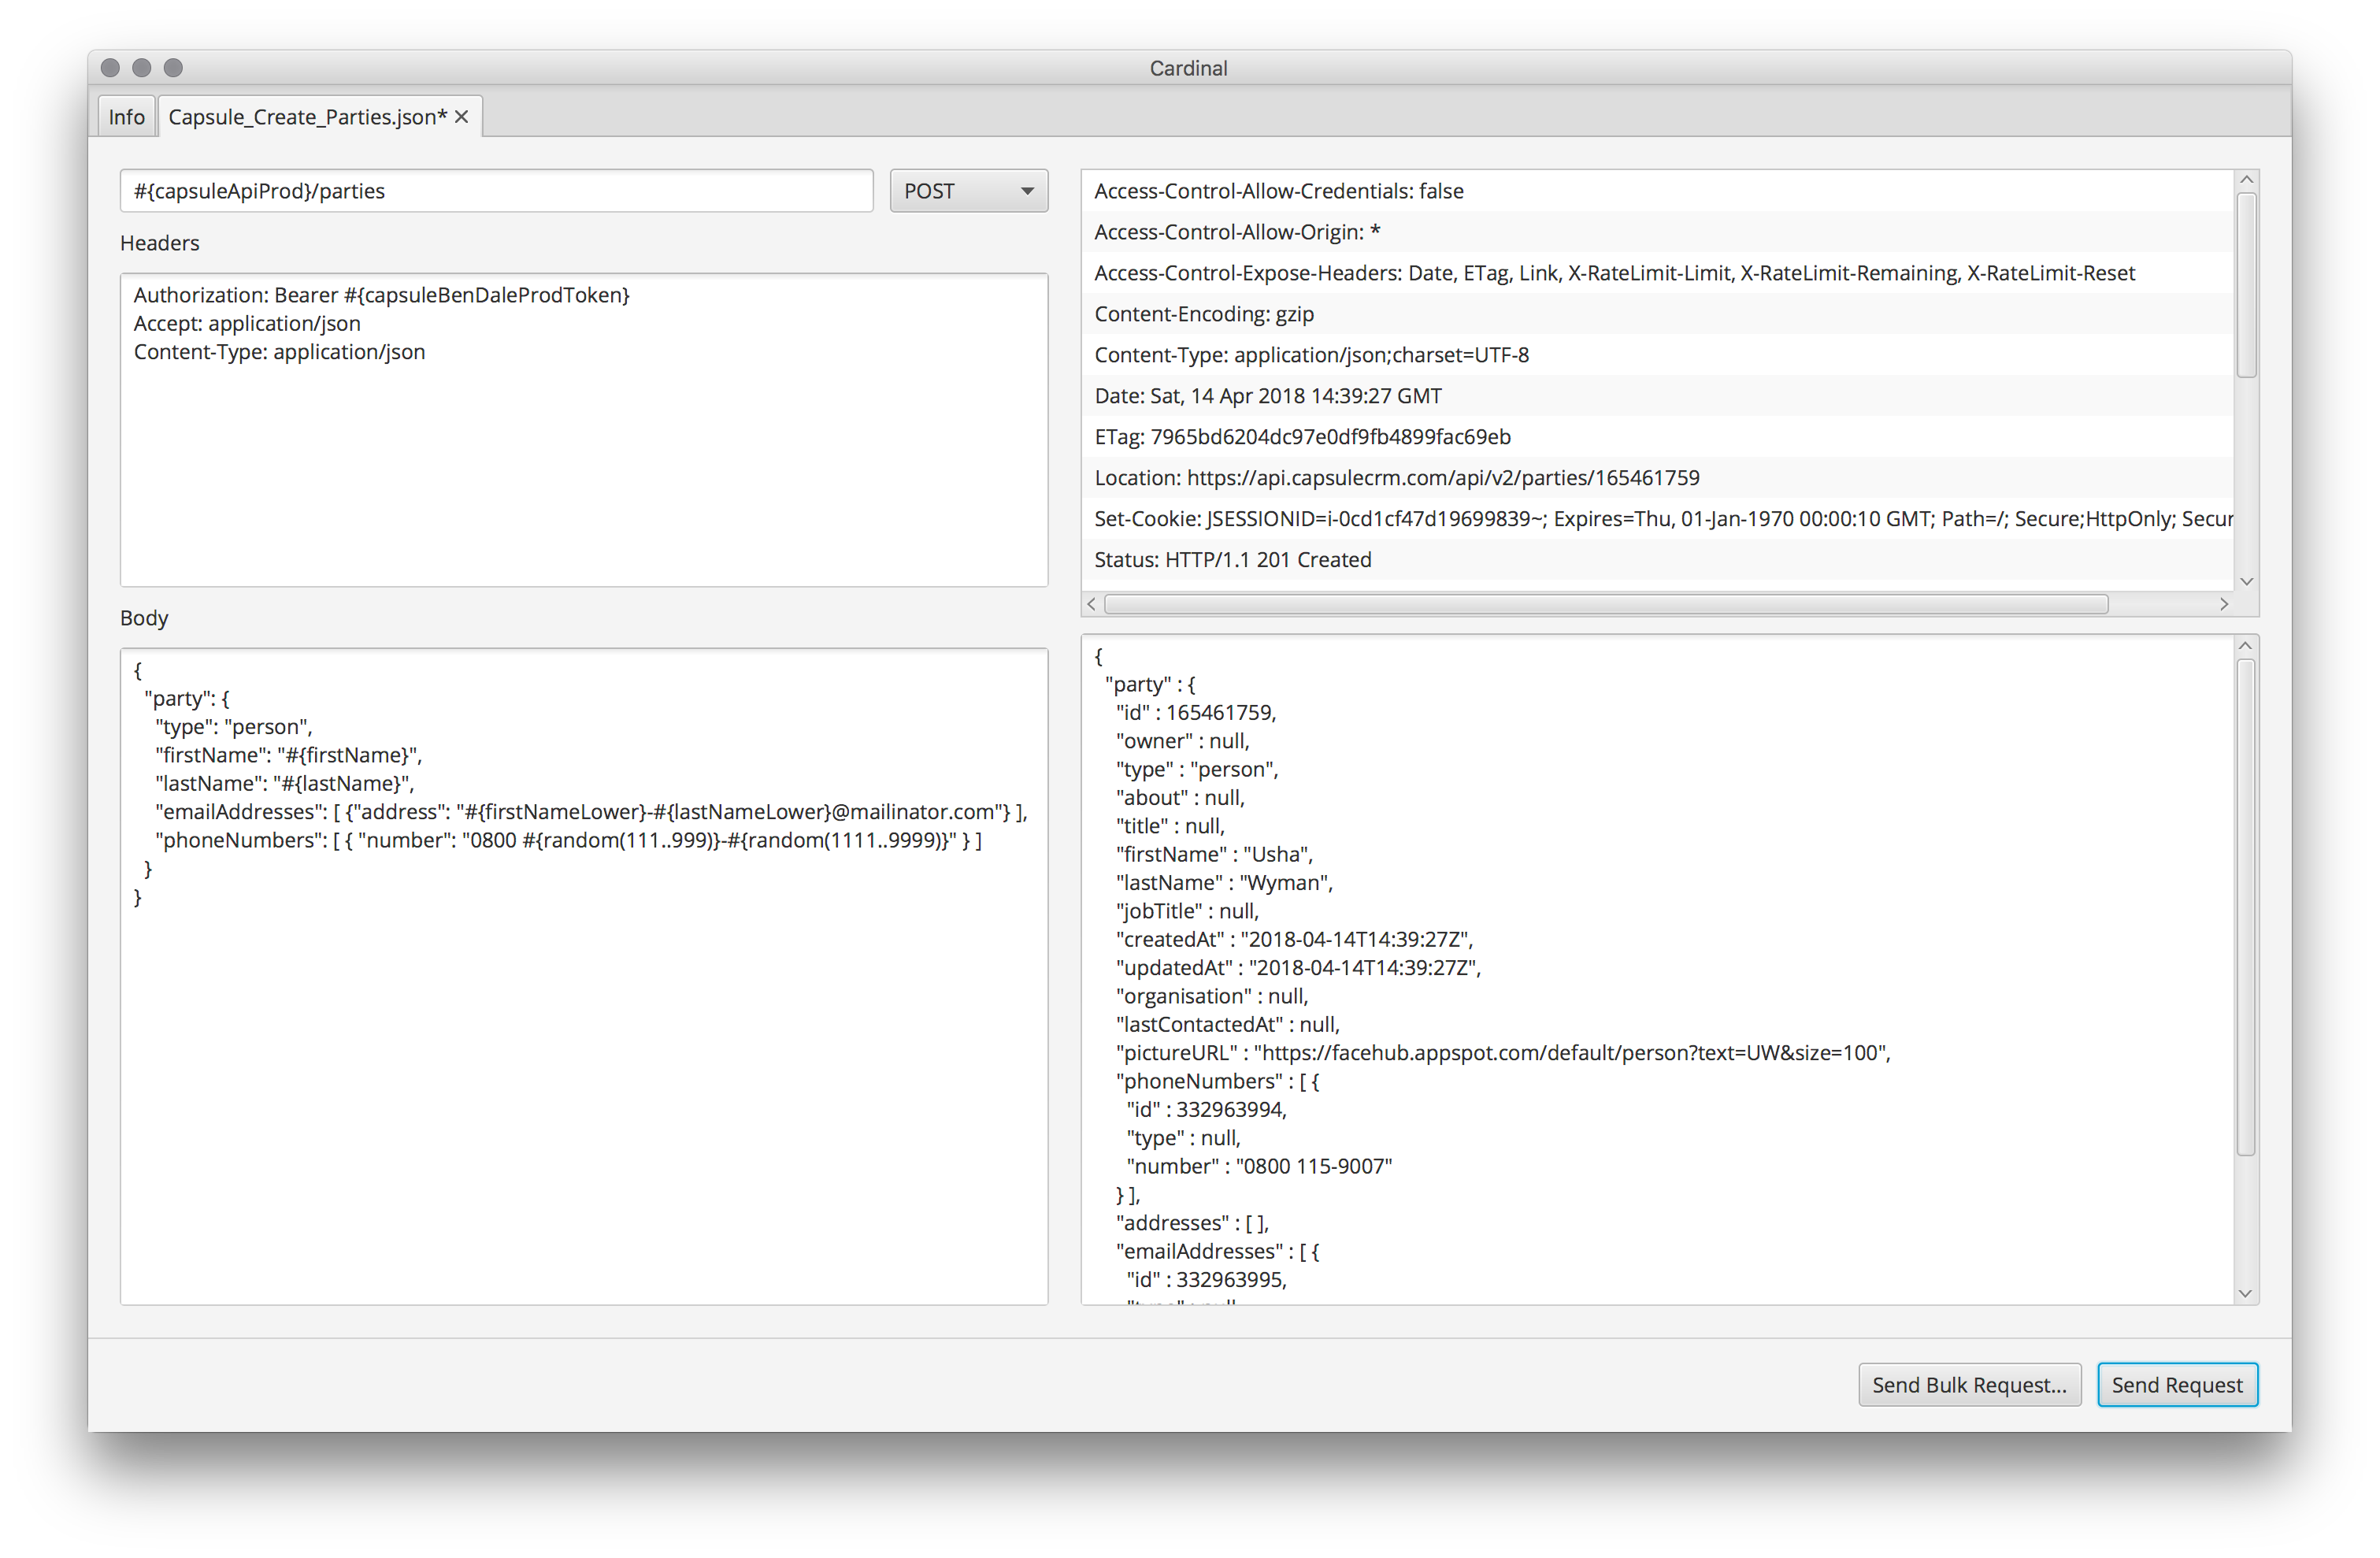 Cardinal
Info
Capsule_Create_Parties.json*
#{capsuleApiProd}/parties
POST
Headers
Authorization: Bearer #{capsuleBenDaleProdToken}
Accept: application/json
Content-Type: application/json
Body
{
"party": {
"type": "person",
"firstName": "#{firstName}",
"lastName": "#{lastName}",
"emailAddresses": [ {"address": "#{firstNameLower}-#{lastNameLower}@mailinator.com"} ],
"phoneNumbers": [ { "number": "0800 #{random(111..999)}-#{random(1111..9999)}" } ]
}
}
Access-Control-Allow-Credentials: false
Access-Control-Allow-Origin: *
Access-Control-Expose-Headers: Date, ETag, Link, X-RateLimit-Limit, X-RateLimit-Remaining, X-RateLimit-Reset
Content-Encoding: gzip
Content-Type: application/json;charset=UTF-8
Date: Sat, 14 Apr 2018 14:39:27 GMT
ETag: 7965bd6204dc97e0df9fb4899fac69eb
Location: https://api.capsulecrm.com/api/v2/parties/165461759
Set-Cookie: JSESSIONID=i-0cd1cf47d19699839~; Expires=Thu, 01-Jan-1970 00:00:10 GMT; Path=/; Secure;HttpOnly; Secur
Status: HTTP/1.1 201 Created
{
"party" : {
"id" : 165461759,
"owner" : null,
"type" : "person",
"about" : null,
"title" : null,
"firstName" : "Usha",
"lastName" : "Wyman",
"jobTitle" : null,
"createdAt" : "2018-04-14T14:39:27Z",
"updatedAt" : "2018-04-14T14:39:27Z",
"organisation" : null,
"lastContactedAt" : null,
"pictureURL" : "https://facehub.appspot.com/default/person?text=UW&size=100",
"phoneNumbers" : [ {
"id" : 332963994,
"type" : null,
"number" : "0800 115-9007"
} ],
"addresses" : [ ],
"emailAddresses" : [ {
"id" : 332963995,
Send Bulk Request...
Send Request